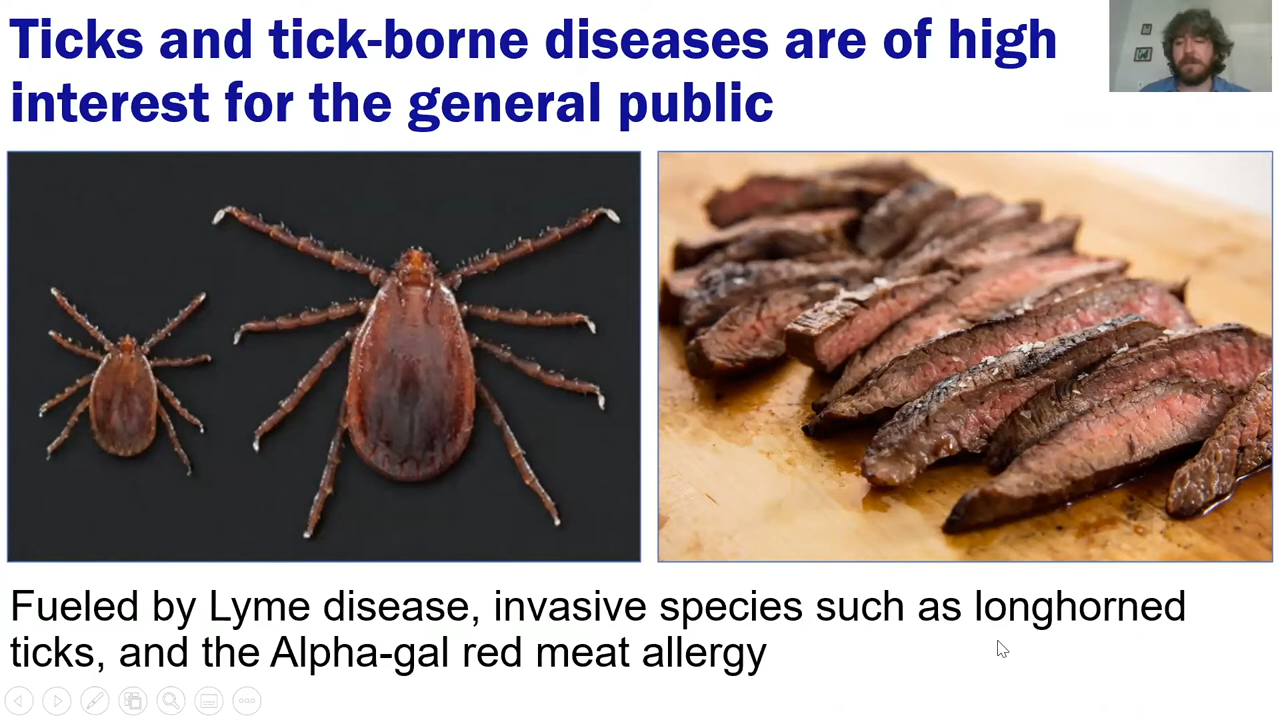 Ticks and tick-borne diseases are of high
interest for the general public
Fueled by Lyme disease, invasive species such as longhorned
ticks, and the Alpha-gal red meat allergy